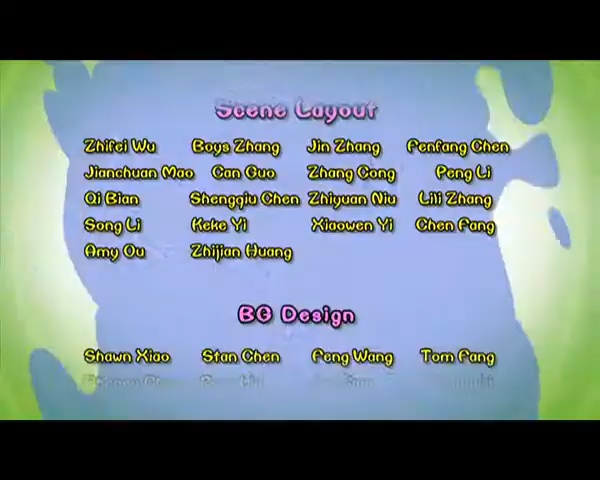 Scene Layout
Zhifei Wu Boys Zhang Jin Zhang Fenfang Chen
Jianchuan Mao Can Guo Zhang Cong Peng Li
Qi Bian Shengqiu Chen Zhiyuan Niu Lili Zhang
Song Li Keke Yi Xiaowen Yi Chen Fang
Amy Ou Zhijian Huang
BG Design
Shawn Xiao Stan Chen Feng Wang Tom Fang